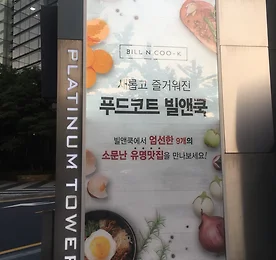 BILL.N.COO-K
새롭고 즐거워진
푸드코트 빌앤쿡
빌앤쿡에서 엄선한 9개의
소문난 유명맛집을 만나보세요!
PLATINUM TOWER